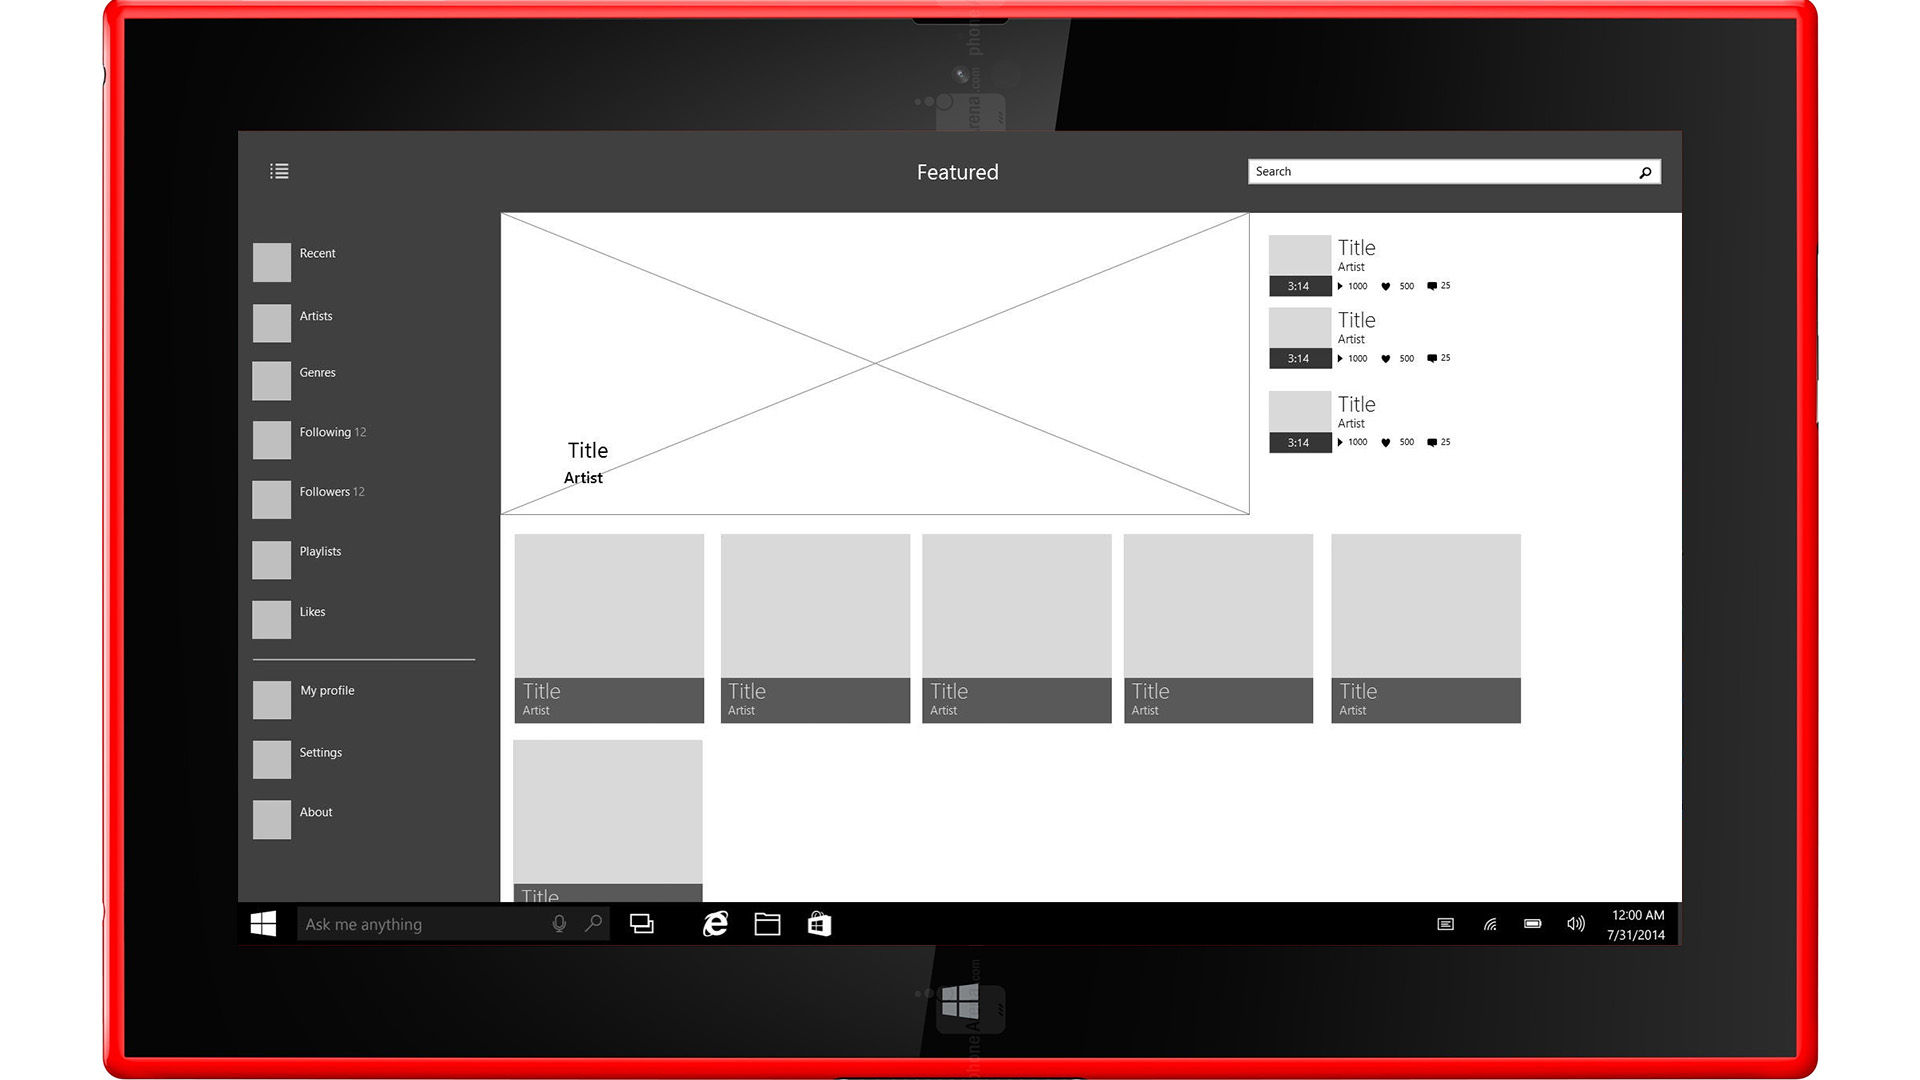 Featured
Search
Recent
Artists
Genres
Following 12
Followers 12
Playlists
Likes
My profile
Settings
About
Title
Artist
Title
Artist
3:14 1000 500 25
Title
Artist
3:14 1000 500 25
Title
Artist
3:14 1000 500 25
Title Title Title Title Title
Artist Artist Artist Artist Artist
Title
Ask me anything
12:00 AM
7/31/2014
phoneArena.com